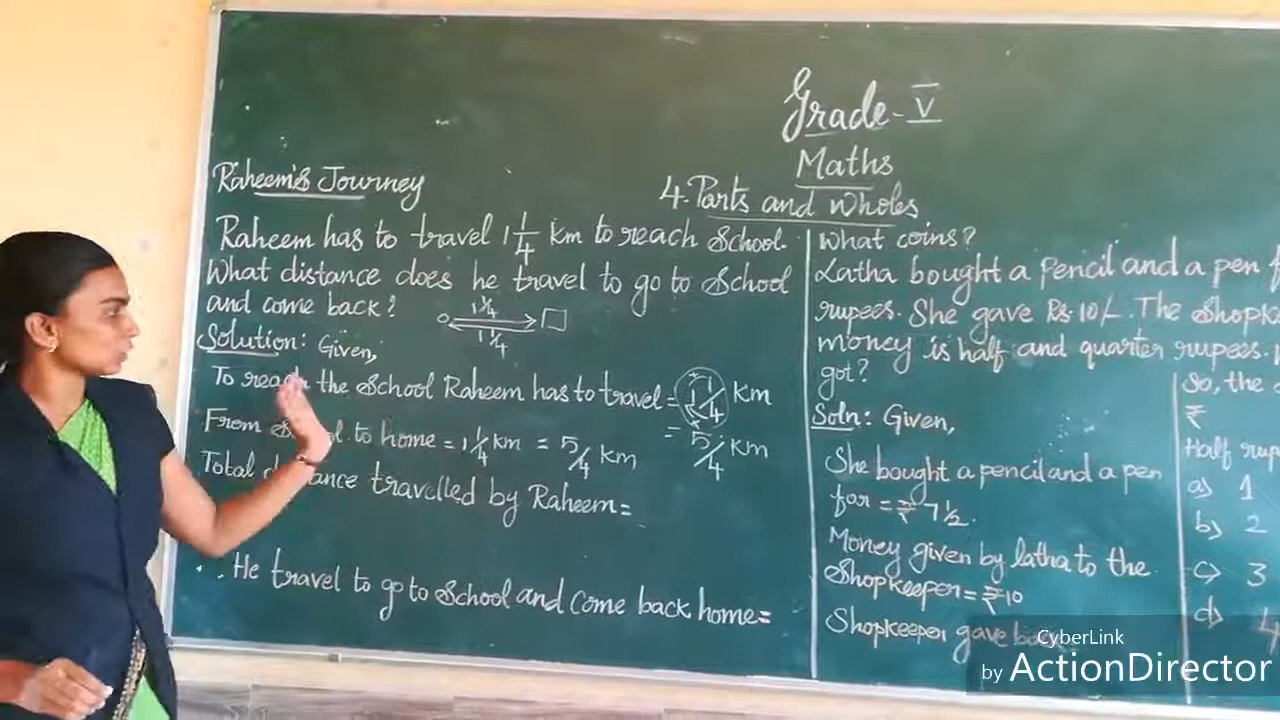 Grade-V
Maths
4. Parts and Wholes
Raheem's Journey
Raheem has to travel 1 1/4 km to reach School.
What distance does he travel to go to School
and come back?
1 1/4
1 1/4
Solution: Given,
To reach the School Raheem has to travel = 1 1/4 km
= 5/4 km
From School to home = 1 1/4 km = 5/4 km
Total distance travelled by Raheem=
∴ He travel to go to School and come back home=
What coins?
Latha bought a pencil and a pen
rupees. She gave Rs.10/-. The Shopk
money is half and quarter rupees.
got?
Soln: Given,
She bought a pencil and a pen
for = ₹ 7 1/2.
Money given by latha to the
Shopkeeper = ₹ 10
Shopkeeper gave
So, the
₹
Half rup
a) 1
b) 2
c) 3
d) 4
CyberLink
by ActionDirector